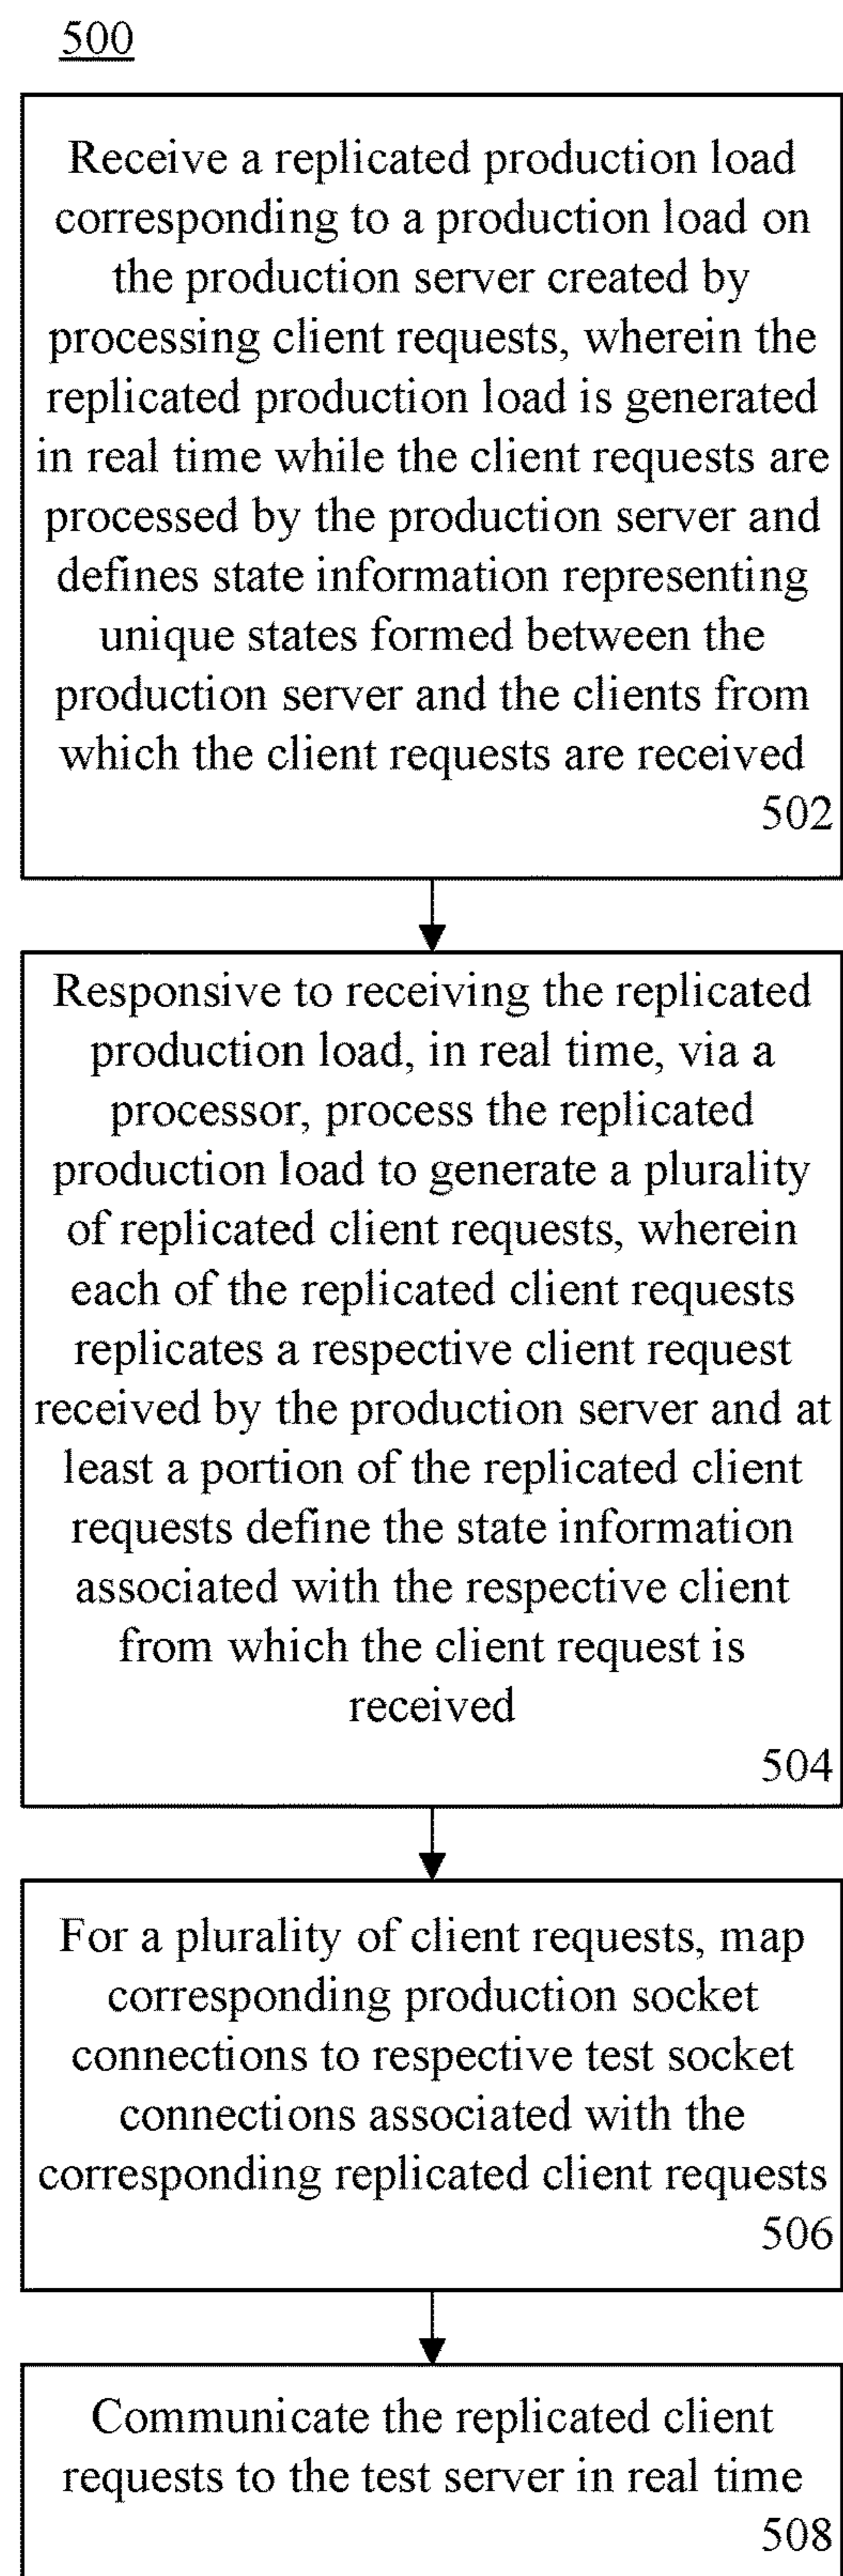 500
Receive a replicated production load
corresponding to a production load on
the production server created by
processing client requests, wherein the
replicated production load is generated
in real time while the client requests are
processed by the production server and
defines state information representing
unique states formed between the
production server and the clients from
which the client requests are received
502
Responsive to receiving the replicated
production load, in real time, via a
processor, process the replicated
production load to generate a plurality
of replicated client requests, wherein
each of the replicated client requests
replicates a respective client request
received by the production server and at
least a portion of the replicated client
requests define the state information
associated with the respective client
from which the client request is
received
504
For a plurality of client requests, map
corresponding production socket
connections to respective test socket
connections associated with the
corresponding replicated client requests
506
Communicate the replicated client
requests to the test server in real time
508